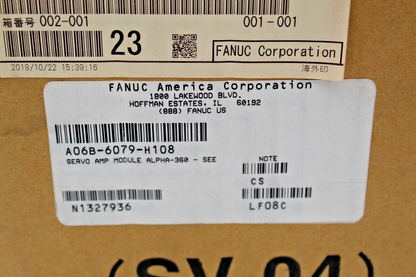 箱番号 002-001 001-001
23 FANUC Corporation
2018/10/22 15:39:16 海外印
FANUC America Corporation
1800 LAKEWOOD BLVD.
HOFFMAN ESTATES, IL 60192
(888) FANUC US
A06B-6079-H108
SERVO AMP MODULE ALPHA-360 - SEE
NOTE
CS
N1327936
LF08C
(SV-04)